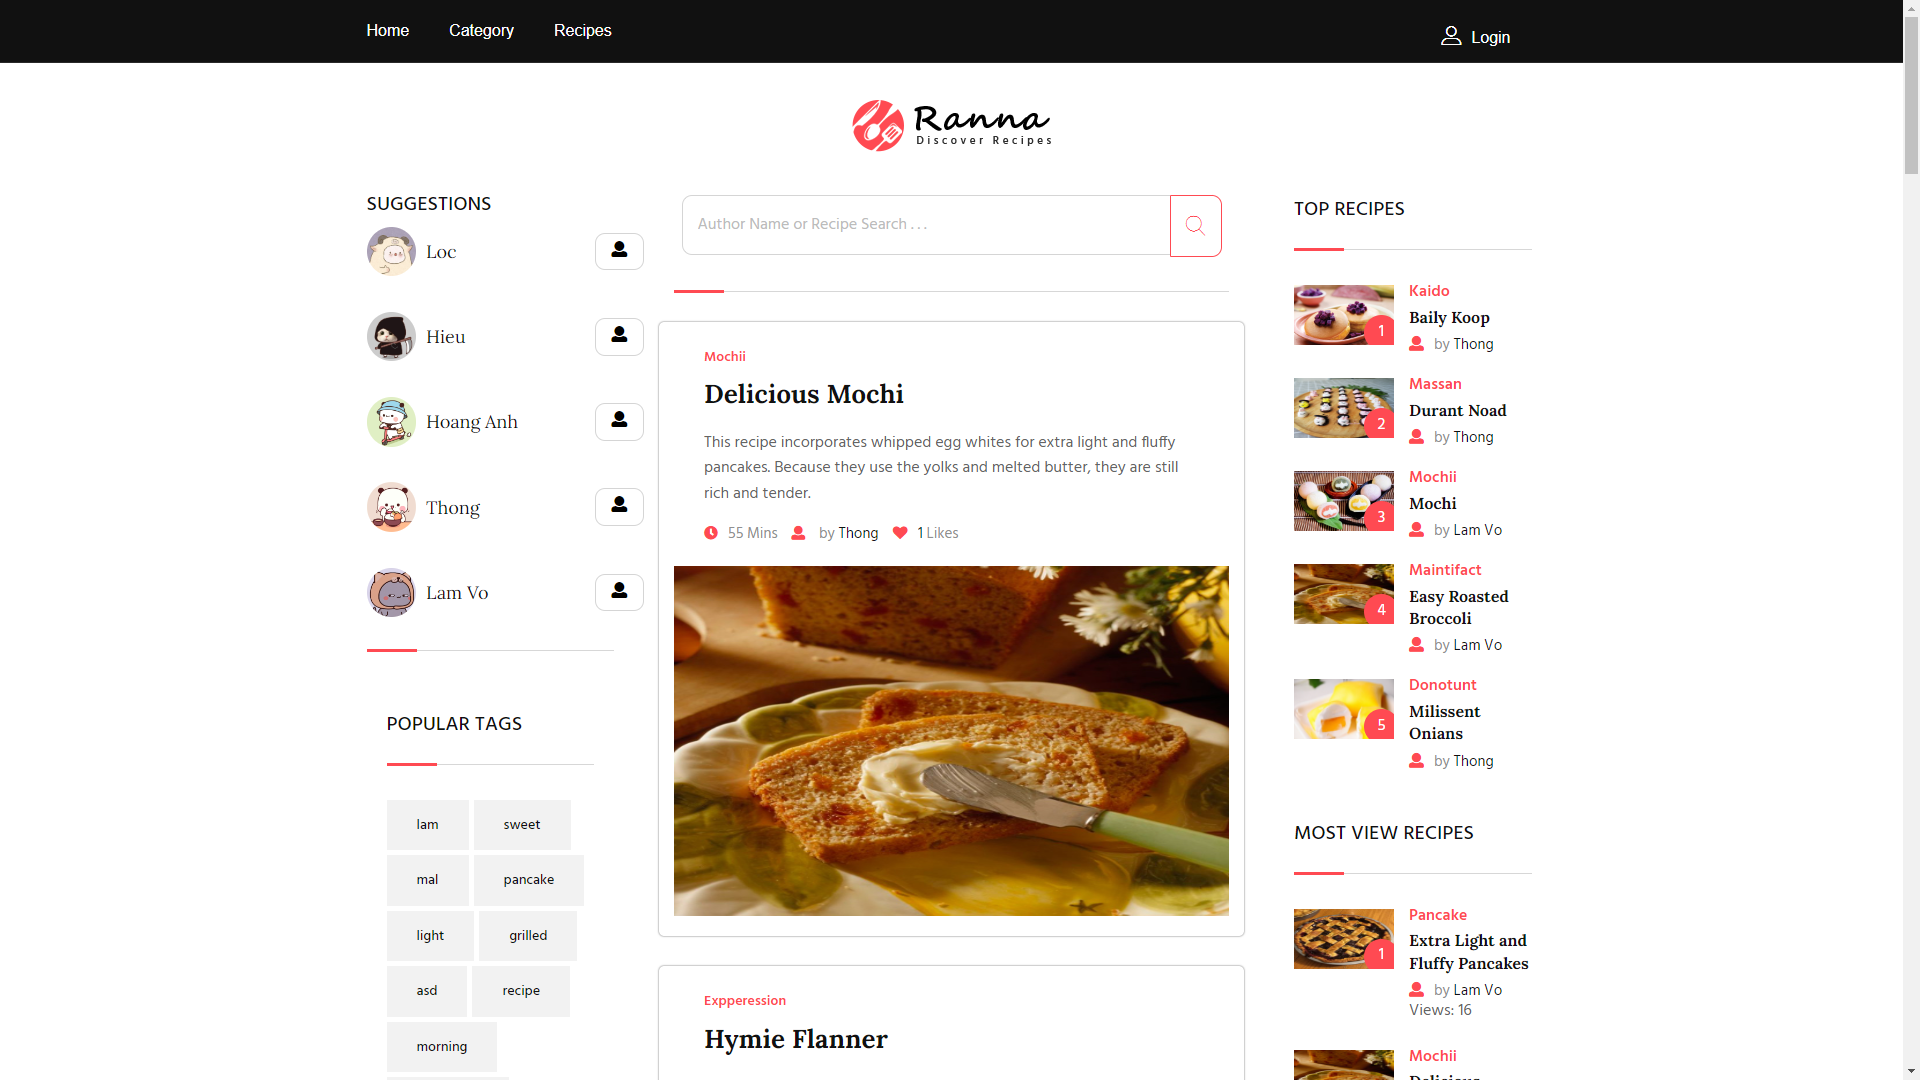 Home
Category
Recipes
Login
Ranna
Discover Recipes
SUGGESTIONS
Loc
Hieu
Hoang Anh
Thong
Lam Vo
POPULAR TAGS
lam
sweet
mal
pancake
light
grilled
asd
recipe
morning
Author Name or Recipe Search . . .
Mochii
Delicious Mochi
This recipe incorporates whipped egg whites for extra light and fluffy
pancakes. Because they use the yolks and melted butter, they are still
rich and tender.
55 Mins by Thong 1 Likes
Expperession
Hymie Flanner
TOP RECIPES
1
Kaido
Baily Koop
by Thong
2
Massan
Durant Noad
by Thong
3
Mochii
Mochi
by Lam Vo
4
Maintifact
Easy Roasted
Broccoli
by Lam Vo
5
Donotunt
Milissent
Onians
by Thong
MOST VIEW RECIPES
1
Pancake
Extra Light and
Fluffy Pancakes
by Lam Vo
Views: 16
Mochii
Delicious